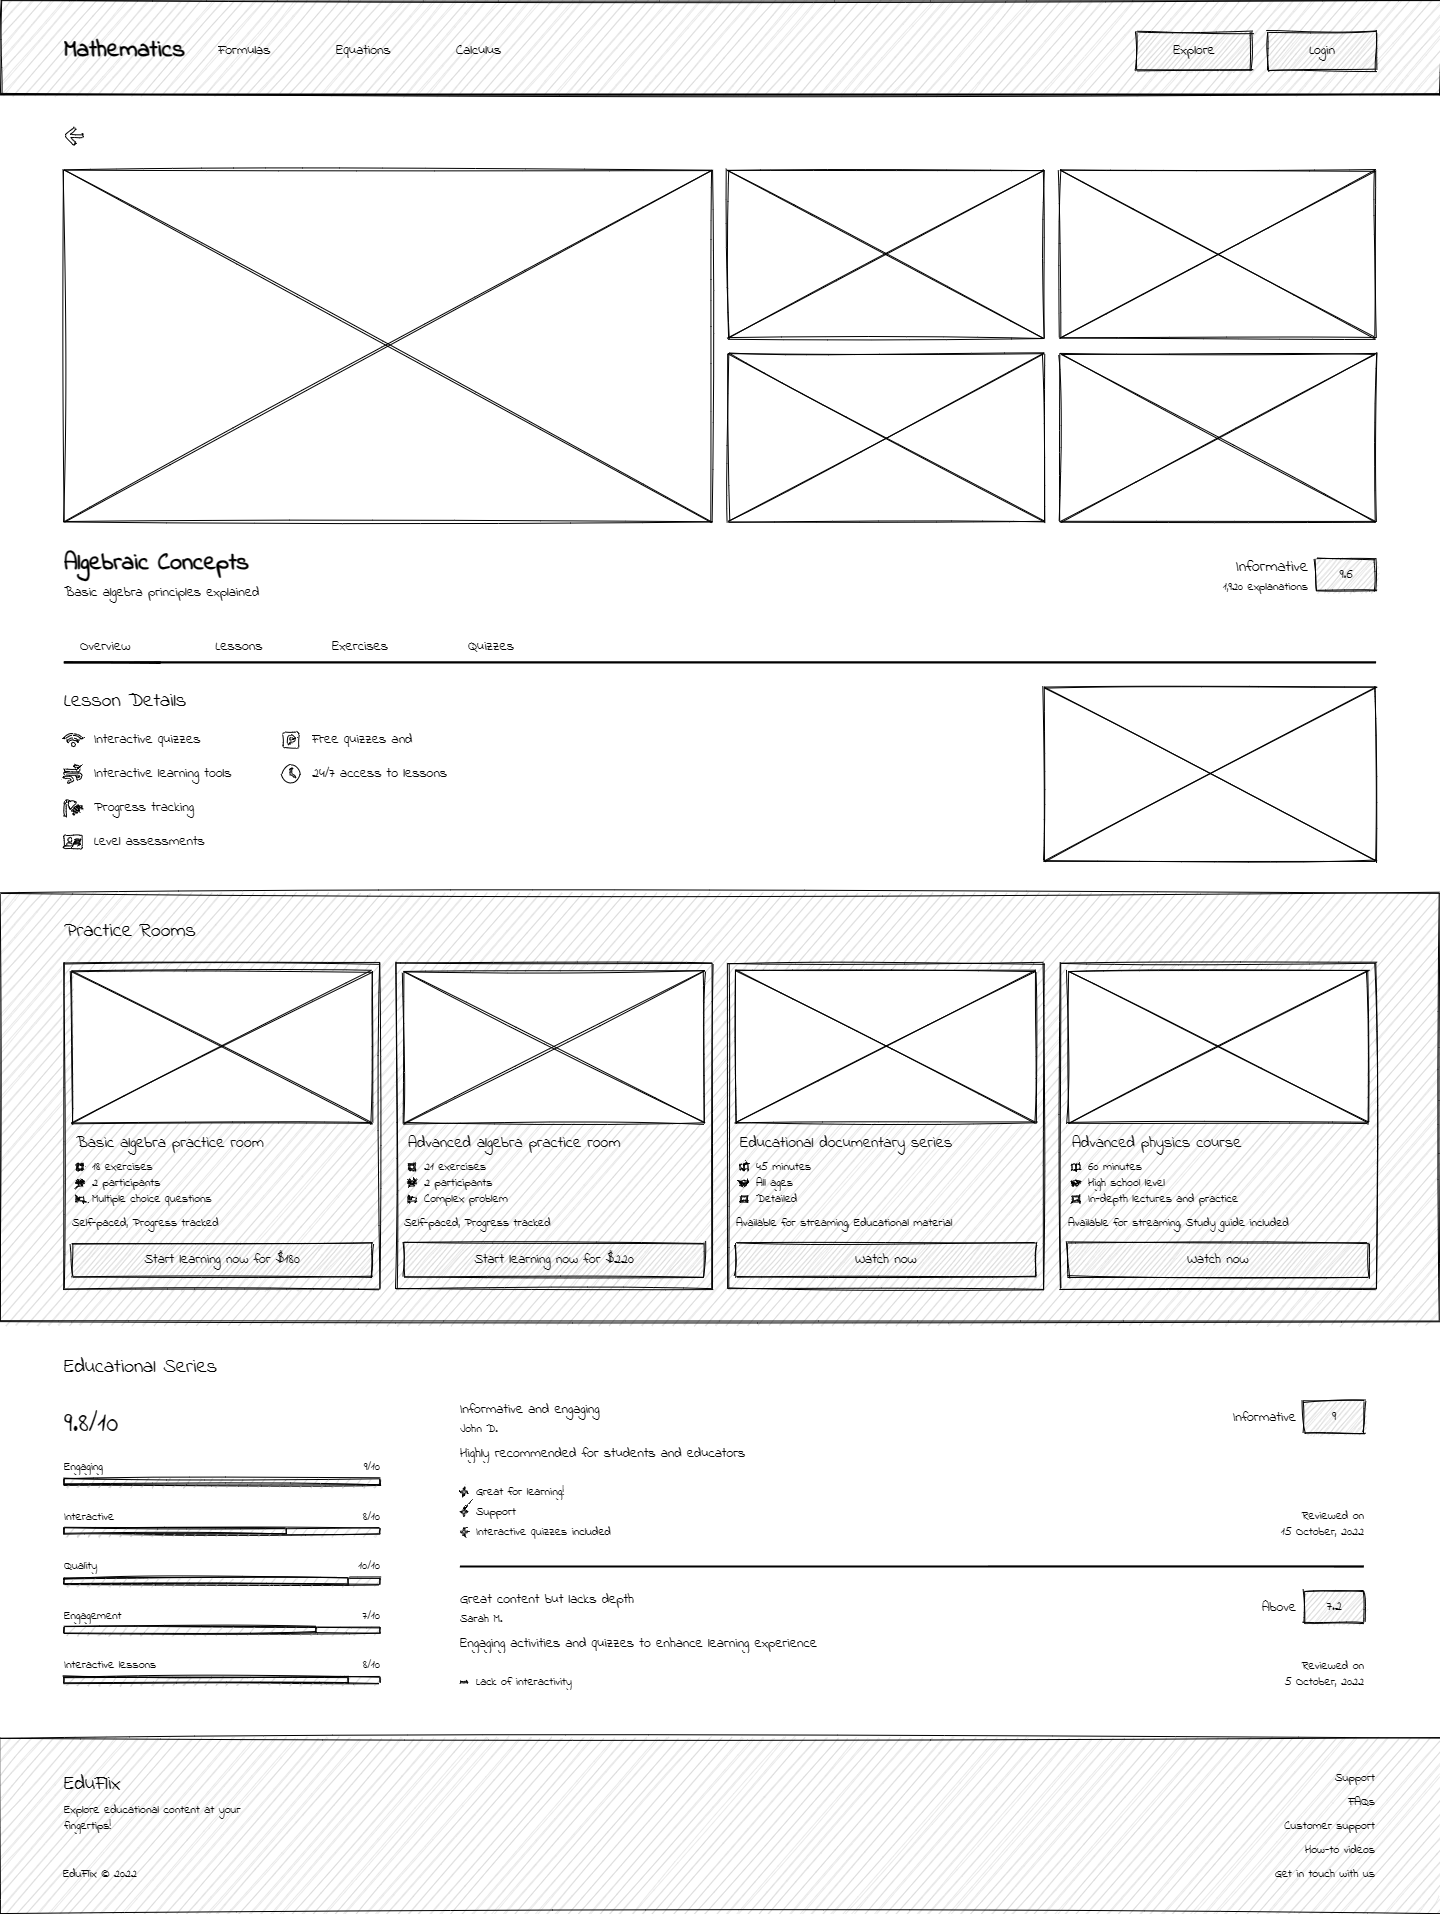 Mathematics Formulas Equations Calculus Explore Login
Algebraic Concepts
Basic algebra principles explained
Informative
1,920 explanations
9.6
Overview Lessons Exercises Quizzes
Lesson Details
Interactive quizzes
Interactive learning tools
Progress tracking
Level assessments
Free quizzes and
24/7 access to lessons
Practice Rooms
Basic algebra practice room
18 exercises
2 participants
Multiple choice questions
Self-paced, Progress tracked
Start learning now for $180
Advanced algebra practice room
21 exercises
2 participants
Complex problem
Self-paced, Progress tracked
Start learning now for $220
Educational documentary series
45 minutes
All ages
Detailed
Available for streaming, Educational material
Watch now
Advanced physics course
60 minutes
High school level
In-depth lectures and practice
Available for streaming, Study guide included
Watch now
Educational Series
9.8/10
Engaging 9/10
Interactive 8/10
Quality 10/10
Engagement 7/10
Interactive lessons 8/10
Informative and engaging
John D.
Highly recommended for students and educators
Great for learning!
Support
Interactive quizzes included
Informative 9
Reviewed on
15 October, 2022
Great content but lacks depth
Sarah M.
Engaging activities and quizzes to enhance learning experience
Lack of interactivity
Above 7.2
Reviewed on
5 October, 2022
EduFlix
Explore educational content at your
fingertips!
EduFlix © 2022
Support
FAQs
Customer support
How-to videos
Get in touch with us